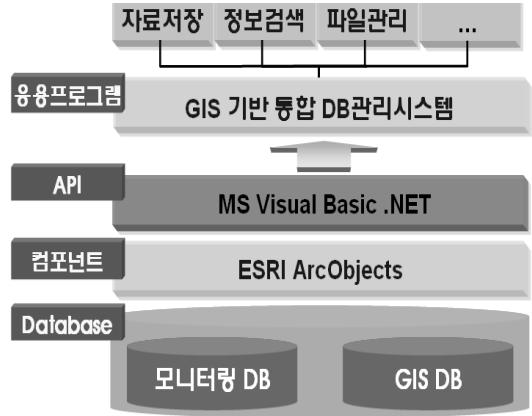 자료저장 정보검색 파일관리 ...
응용프로그램
GIS 기반 통합 DB관리시스템
API
MS Visual Basic .NET
컴포넌트
ESRI ArcObjects
Database
모니터링 DB GIS DB